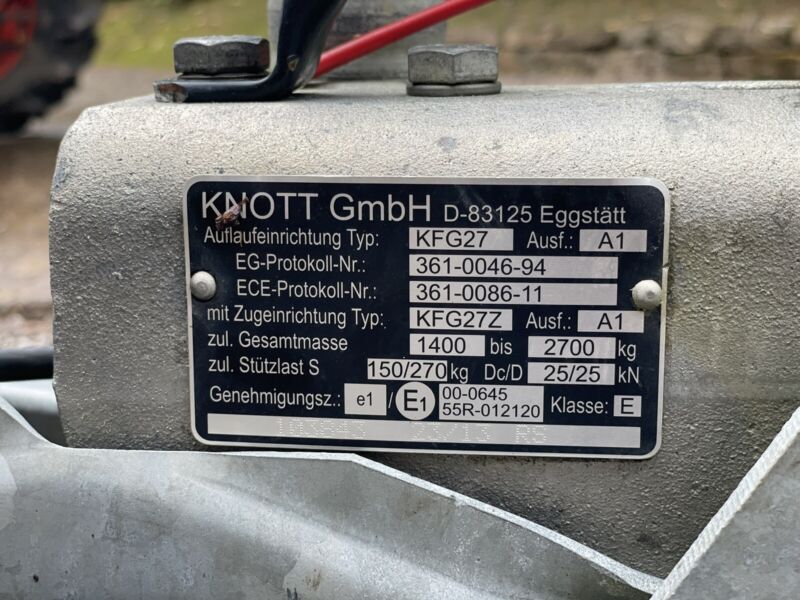 KNOTT GmbH D-83125 Eggstätt
Auflaufeinrichtung Typ: KFG27 Ausf.: A1
EG-Protokoll-Nr.: 361-0046-94
ECE-Protokoll-Nr.: 361-0086-11
mit Zugeinrichtung Typ: KFG27Z Ausf.: A1
zul. Gesamtmasse 1400 bis 2700 kg
zul. Stützlast S 150/270 kg Dc/D 25/25 kN
Genehmigungsz.: e1 / E1 00-0645
55R-012120 Klasse: E